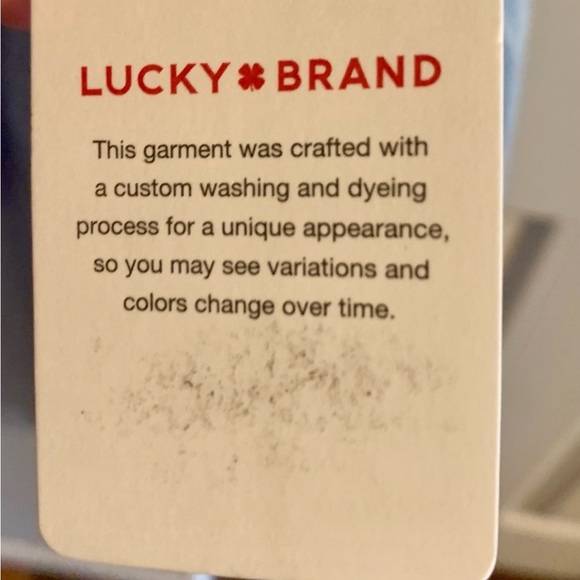 LUCKY BRAND
This garment was crafted with
a custom washing and dyeing
process for a unique appearance,
so you may see variations and
colors change over time.